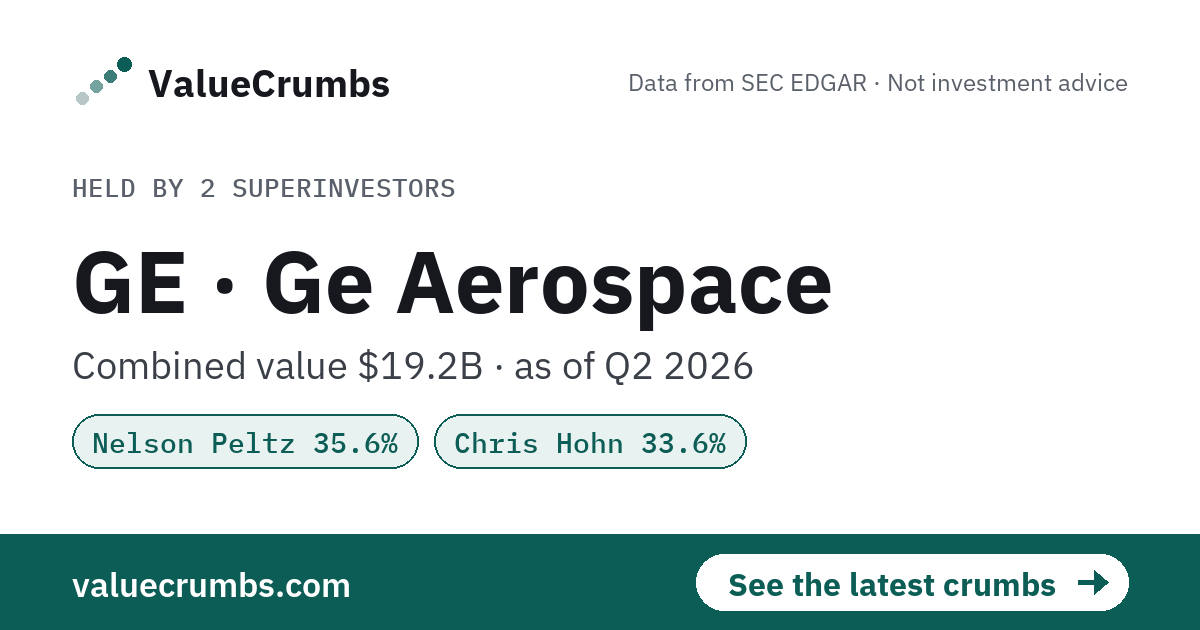 ValueCrumbs
Data from SEC EDGAR · Not investment advice
HELD BY 2 SUPERINVESTORS
GE · Ge Aerospace
Combined value $19.2B · as of Q2 2026
Nelson Peltz 35.6%
Chris Hohn 33.6%
valuecrumbs.com
See the latest crumbs